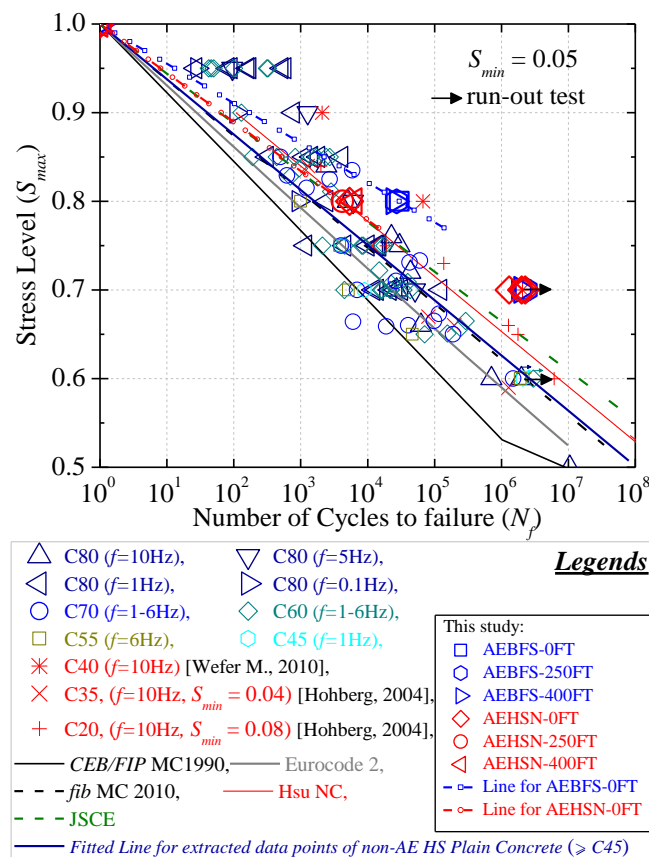 1.0
0.9
0.8
0.7
0.6
0.5
Stress Level (S_max)
S_min = 0.05
run-out test
10^0 10^1 10^2 10^3 10^4 10^5 10^6 10^7 10^8
Number of Cycles to failure (N_f)
Legends
C80 (f=10Hz), C80 (f=5Hz),
C80 (f=1Hz), C80 (f=0.1Hz),
C70 (f=1-6Hz), C60 (f=1-6Hz),
C55 (f=6Hz), C45 (f=1Hz),
C40 (f=10Hz) [Wefer M., 2010],
C35, (f=10Hz, S_min = 0.04) [Hohberg, 2004],
C20, (f=10Hz, S_min = 0.08) [Hohberg, 2004],
CEB/FIP MC1990, Eurocode 2,
fib MC 2010, Hsu NC,
JSCE
Fitted Line for extracted data points of non-AE HS Plain Concrete (⩾ C45)
This study:
AEBFS-0FT
AEBFS-250FT
AEBFS-400FT
AEHSN-0FT
AEHSN-250FT
AEHSN-400FT
Line for AEBFS-0FT
Line for AEHSN-0FT